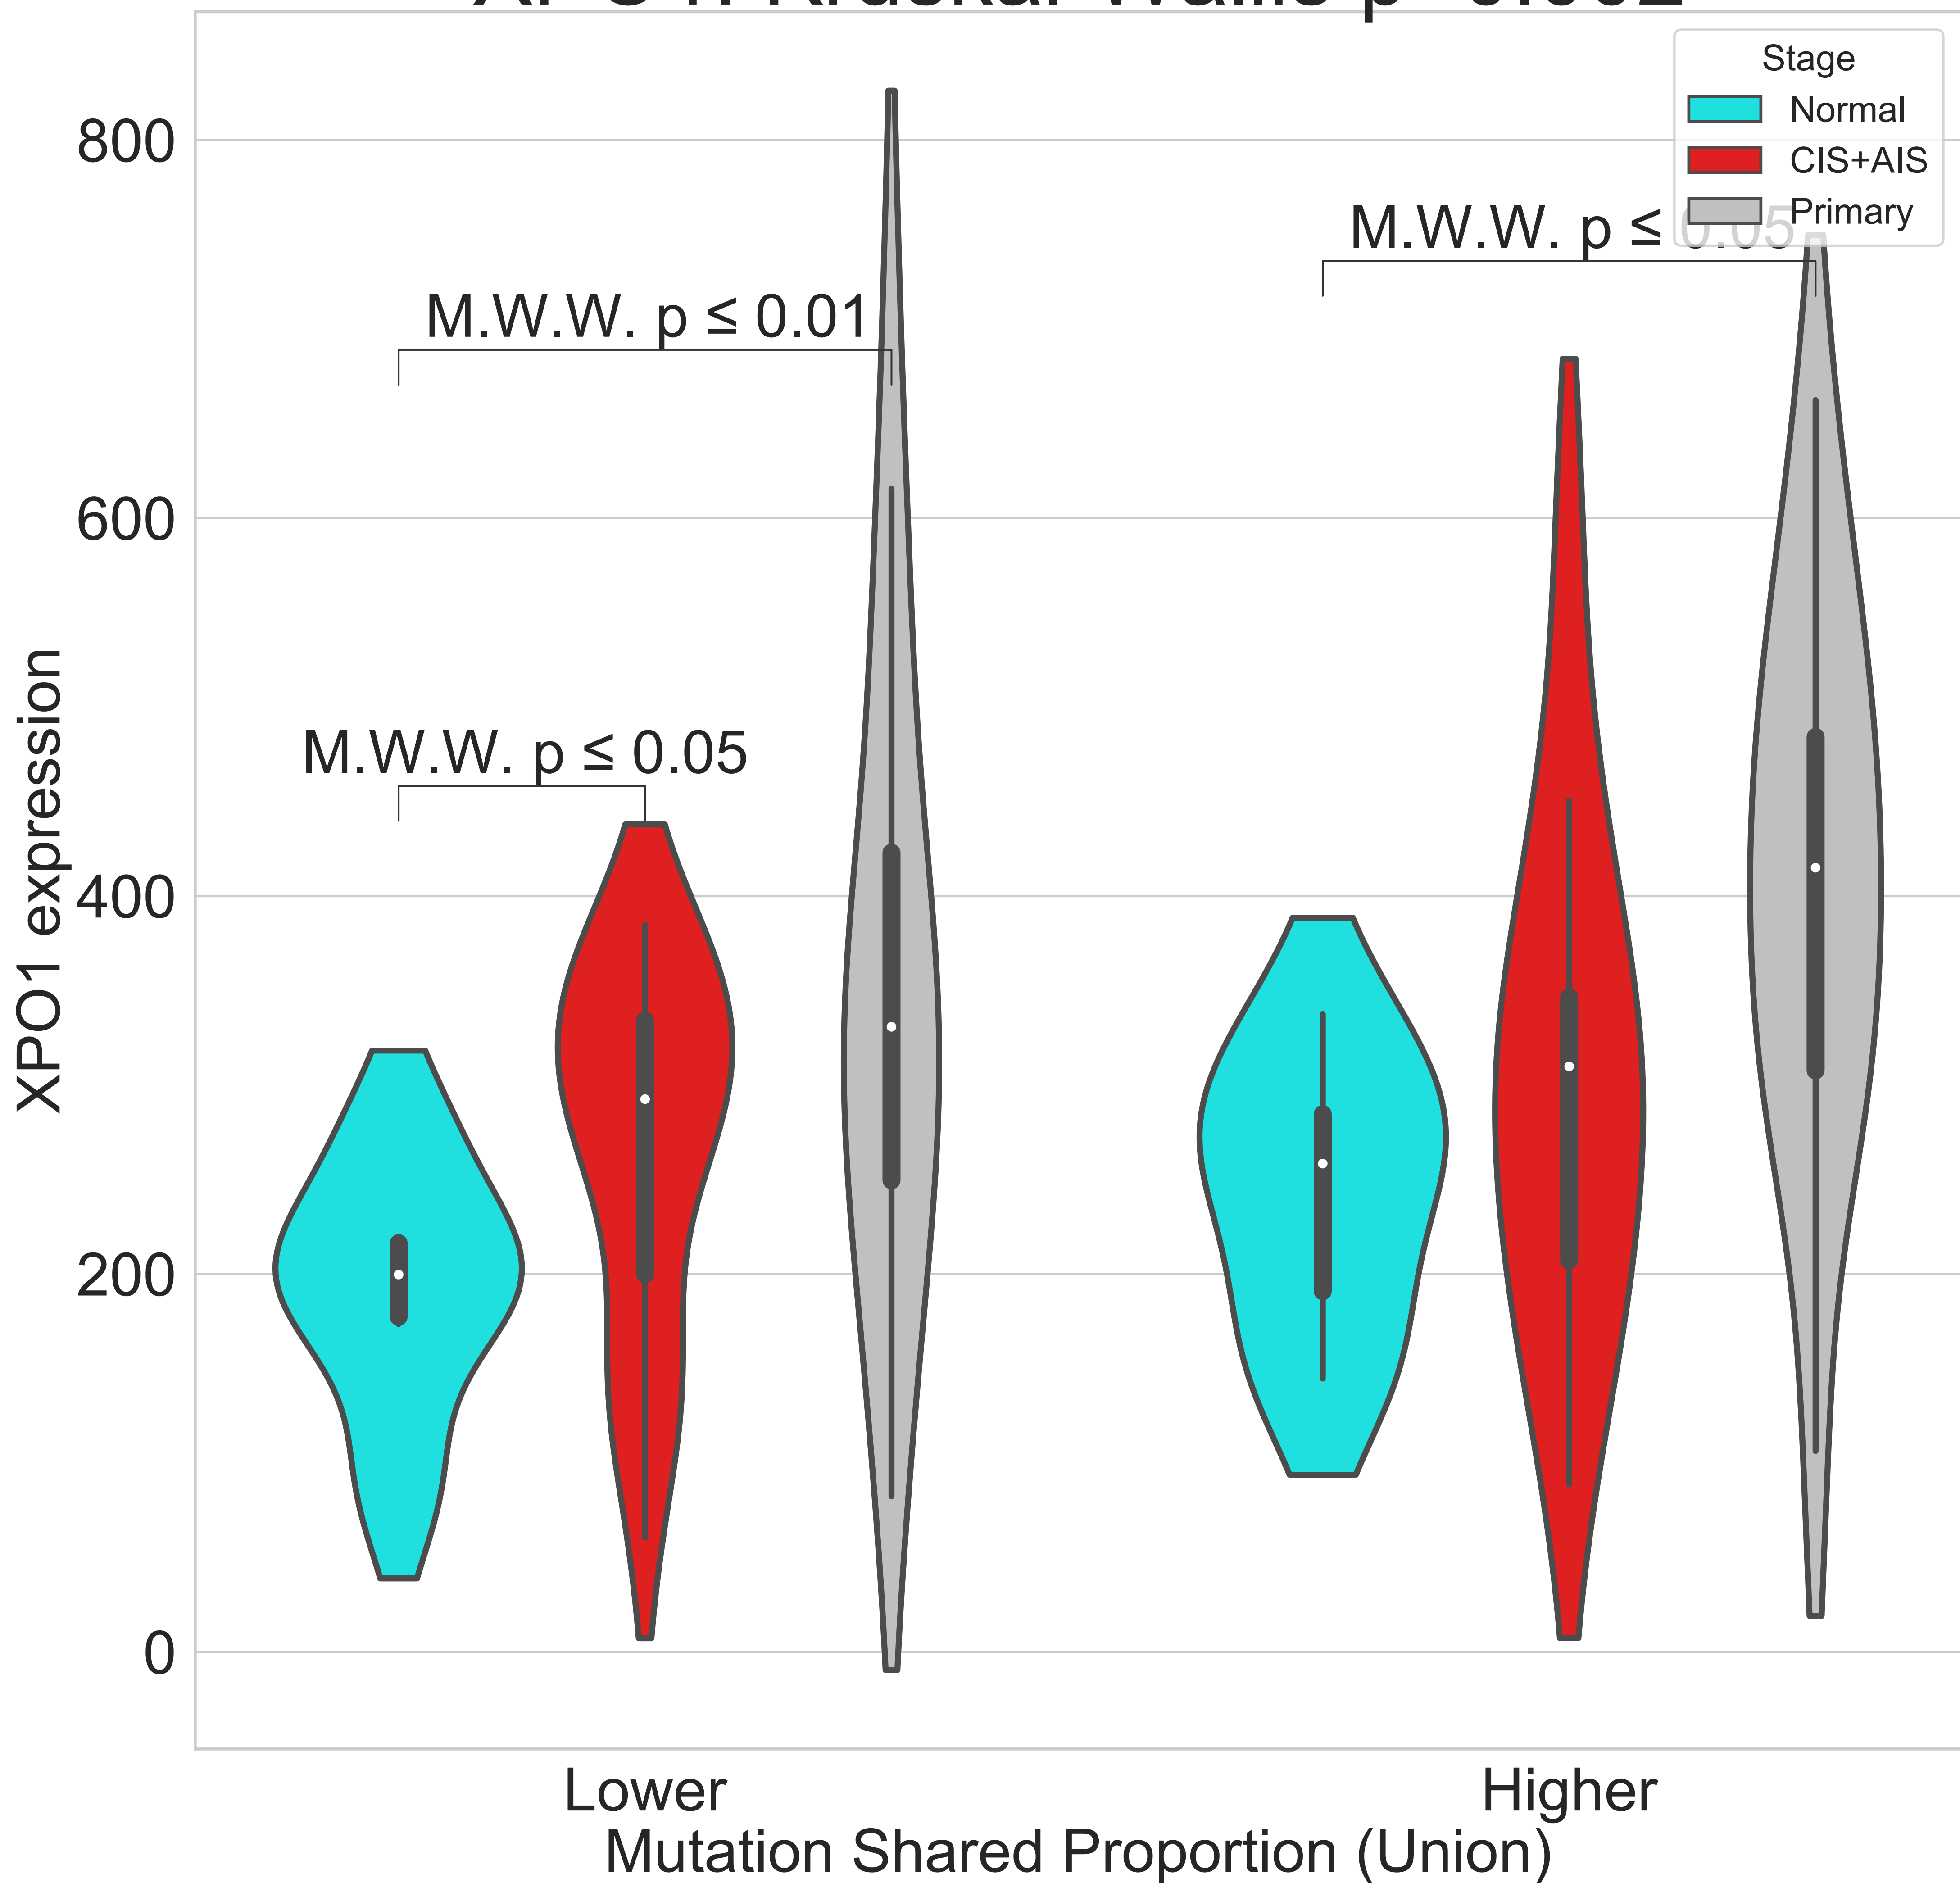 Stage
Normal
CIS+AIS
Primary
M.W.W. p ≤ 0.05
M.W.W. p ≤ 0.01
M.W.W. p ≤ 0.05
800
600
400
200
0
XPO1 expression
Lower
Higher
Mutation Shared Proportion (Union)